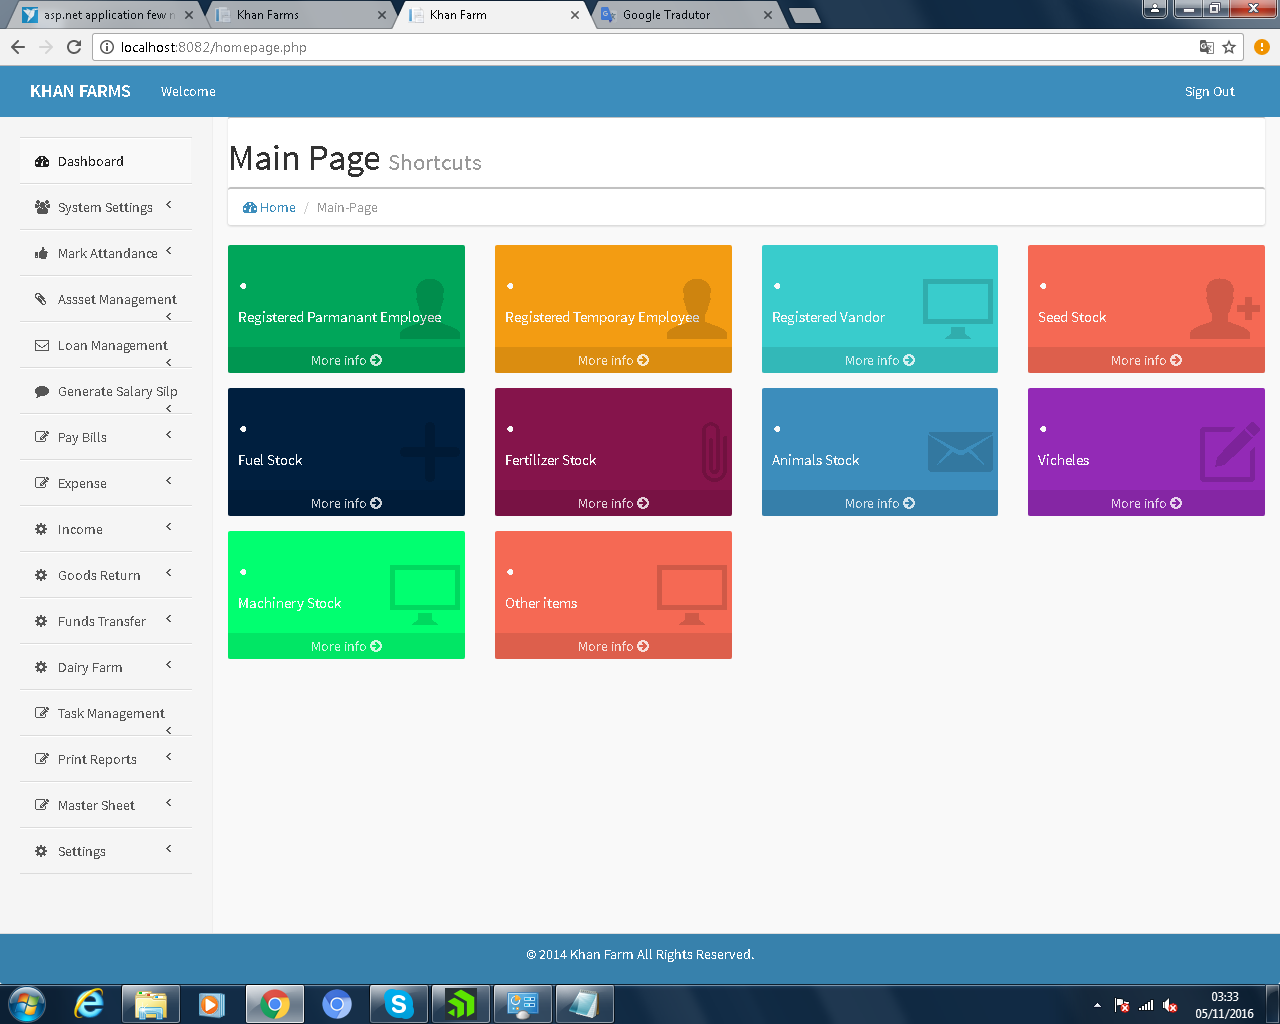 asp.net application few n
Khan Farms
Khan Farm
Google Tradutor
localhost:8082/homepage.php
KHAN FARMS
Welcome
Sign Out
Dashboard
System Settings
Mark Attandance
Assset Management
Loan Management
Generate Salary Silp
Pay Bills
Expense
Income
Goods Return
Funds Transfer
Dairy Farm
Task Management
Print Reports
Master Sheet
Settings
Main Page Shortcuts
Home / Main-Page
Registered Parmanant Employee
More info
Registered Temporay Employee
More info
Registered Vandor
More info
Seed Stock
More info
Fuel Stock
More info
Fertilizer Stock
More info
Animals Stock
More info
Vicheles
More info
Machinery Stock
More info
Other items
More info
© 2014 Khan Farm All Rights Reserved.
03:33
05/11/2016